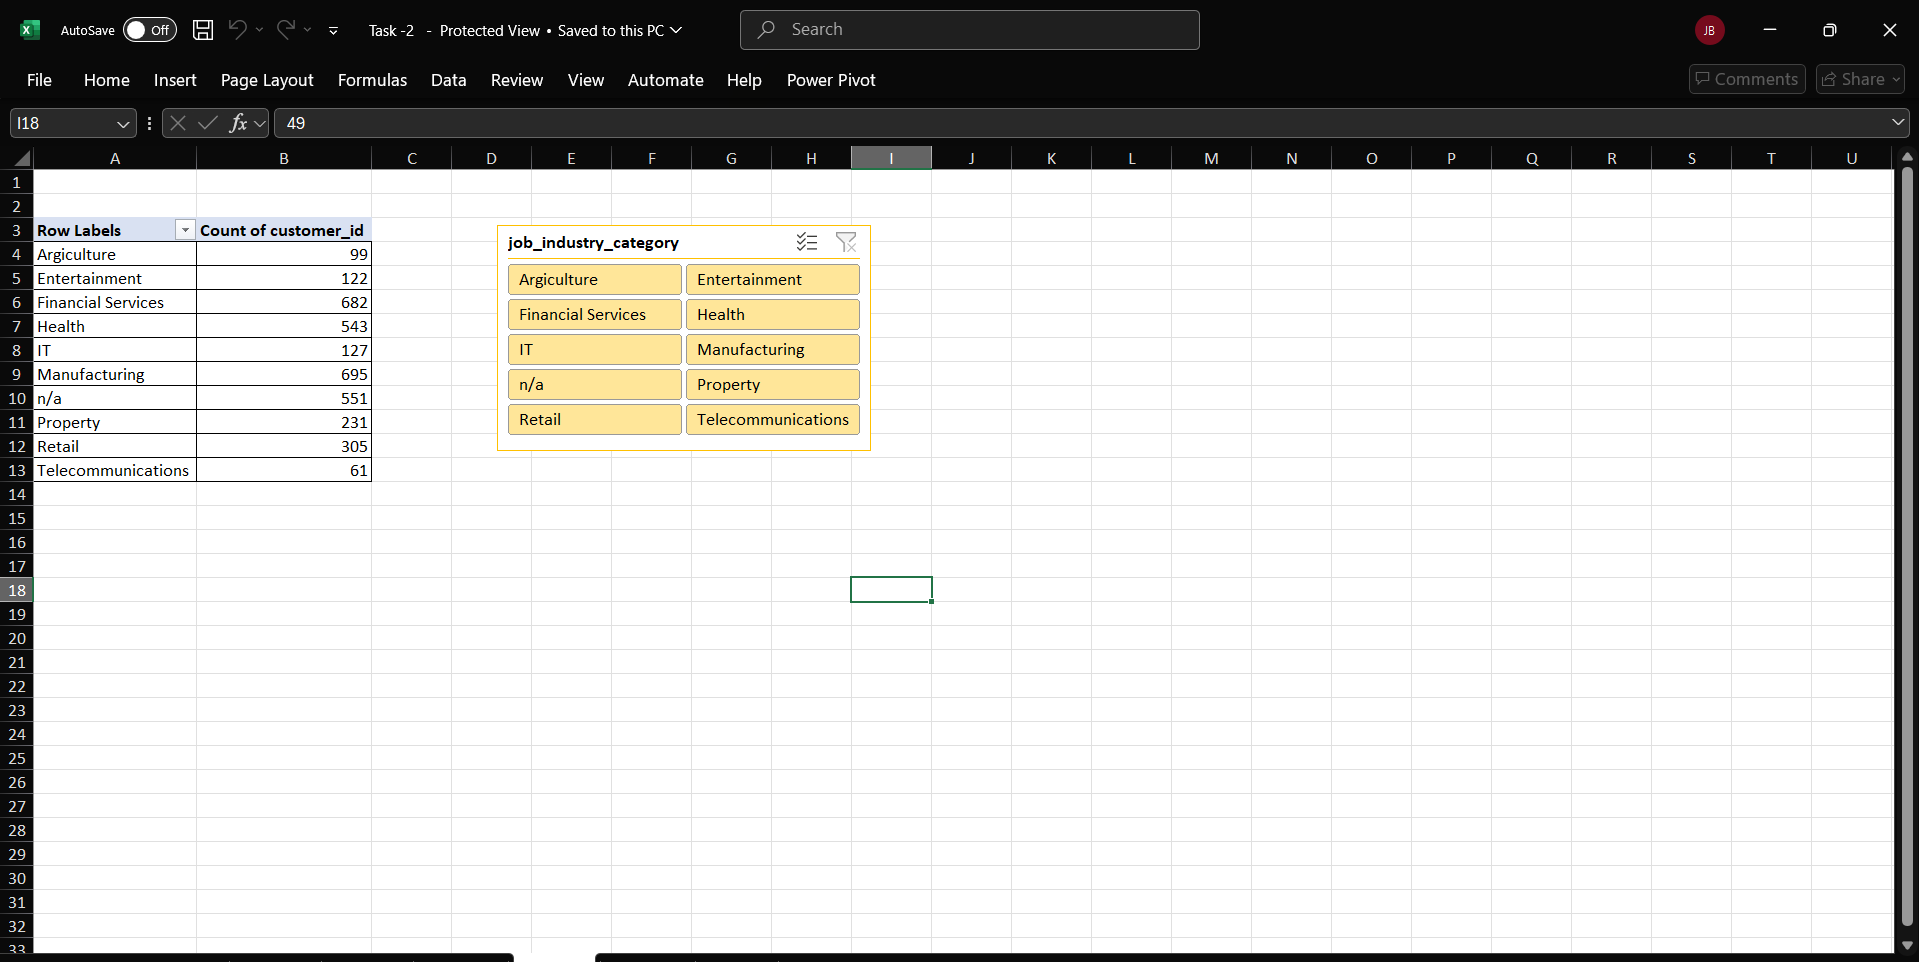 AutoSave Off Task -2 - Protected View • Saved to this PC Search JB
File Home Insert Page Layout Formulas Data Review View Automate Help Power Pivot Comments Share
I18 fx 49
A B C D E F G H I J K L M N O P Q R S T U
1
2
3 Row Labels Count of customer_id
4 Argiculture 99
5 Entertainment 122
6 Financial Services 682
7 Health 543
8 IT 127
9 Manufacturing 695
10 n/a 551
11 Property 231
12 Retail 305
13 Telecommunications 61
14
15
16
17
18
19
20
21
22
23
24
25
26
27
28
29
30
31
32
33
job_industry_category
Argiculture Entertainment
Financial Services Health
IT Manufacturing
n/a Property
Retail Telecommunications